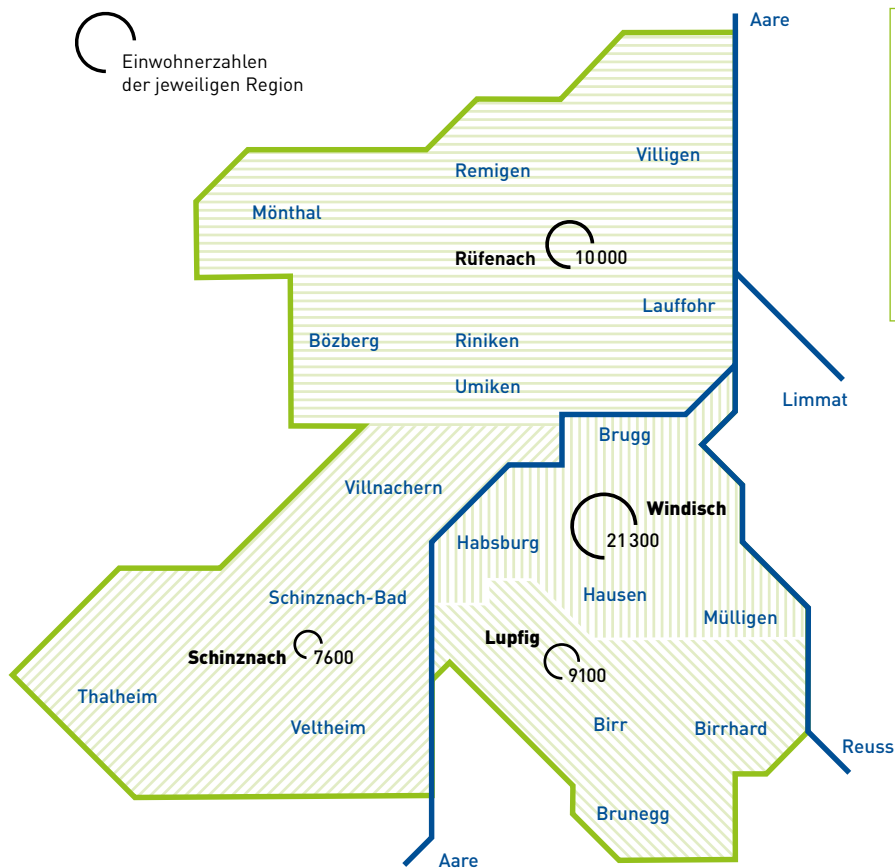 Aare
Einwohnerzahlen
der jeweiligen Region
Villigen
Remigen
Mönthal
Rüfenach
10 000
Lauffohr
Bözberg
Riniken
Umiken
Limmat
Brugg
Villnachern
Windisch
21 300
Habsburg
Hausen
Schinznach-Bad
Mülligen
Lupfig
Schinznach
7600
9100
Thalheim
Veltheim
Birr
Birrhard
Reuss
Brunegg
Aare